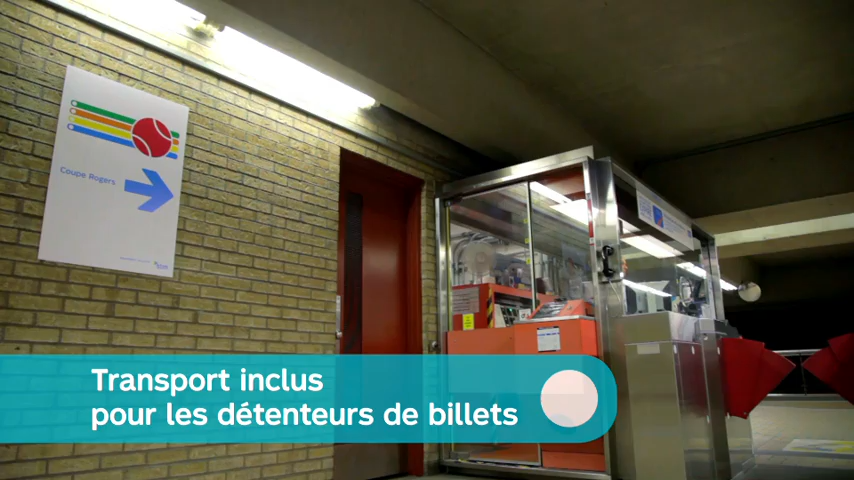 Coupe Rogers
Transport inclus
pour les détenteurs de billets